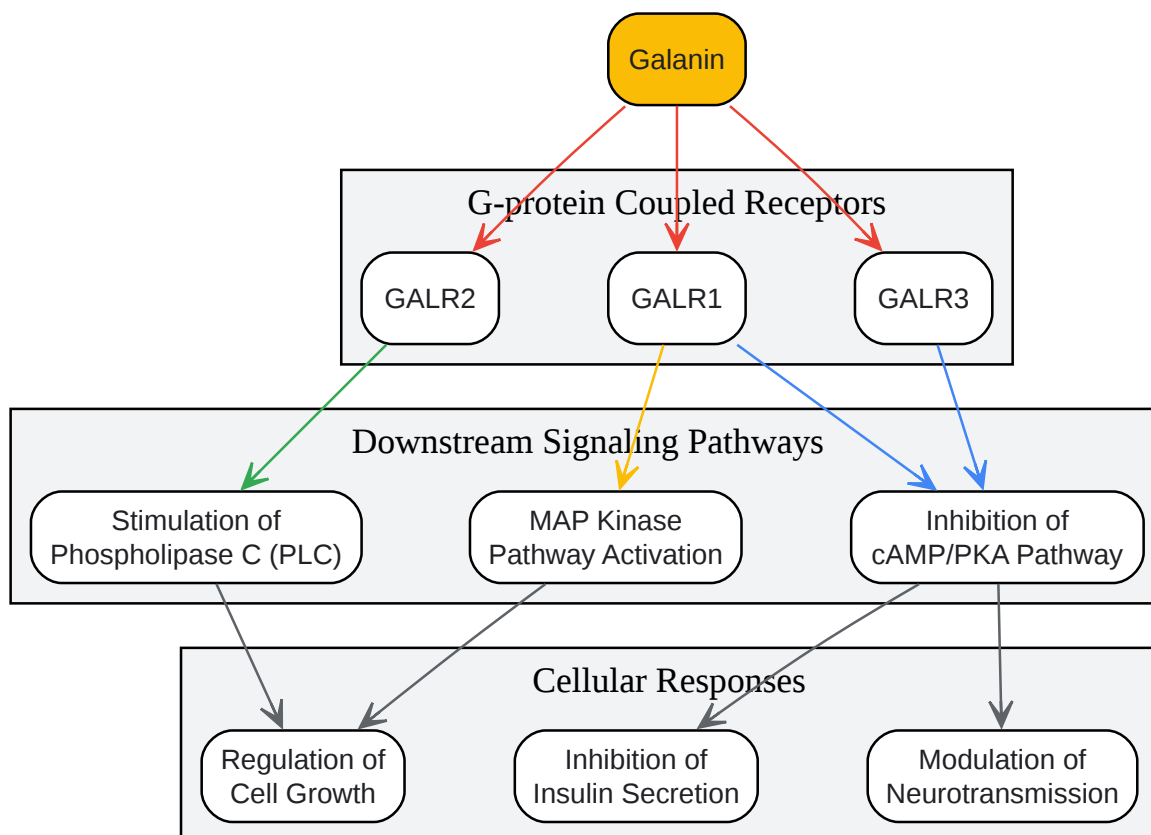 Galanin
G-protein Coupled Receptors
GALR2
GALR1
GALR3
Downstream Signaling Pathways
Stimulation of
Phospholipase C (PLC)
MAP Kinase
Pathway Activation
Inhibition of
cAMP/PKA Pathway
Cellular Responses
Regulation of
Cell Growth
Inhibition of
Insulin Secretion
Modulation of
Neurotransmission